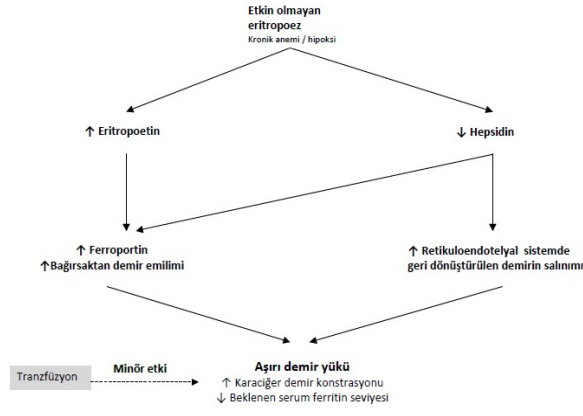 Etkin olmayan
eritropoez
Kronik anemi / hipoksi
↑ Eritropoetin
↓ Hepsidin
↑ Ferroportin
↑Bağırsaktan demir emilimi
↑ Retikuloendotelyal sistemde
geri dönüştürülen demirin salınımı
Aşırı demir yükü
↑ Karaciğer demir konstrasyonu
↓ Beklenen serum ferritin seviyesi
Tranzfüzyon
Minör etki